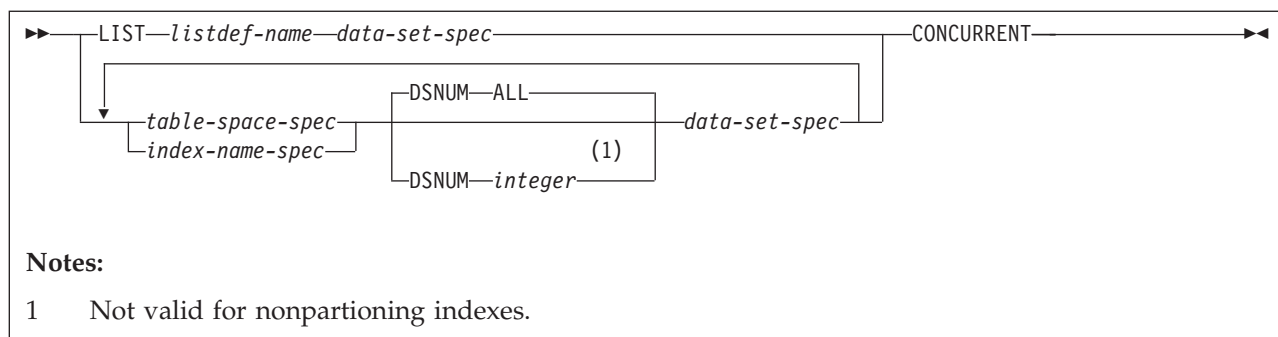 LIST listdef-name data-set-spec CONCURRENT
DSNUM ALL
table-space-spec data-set-spec
index-name-spec
(1)
DSNUM integer
Notes:
1 Not valid for nonpartioning indexes.